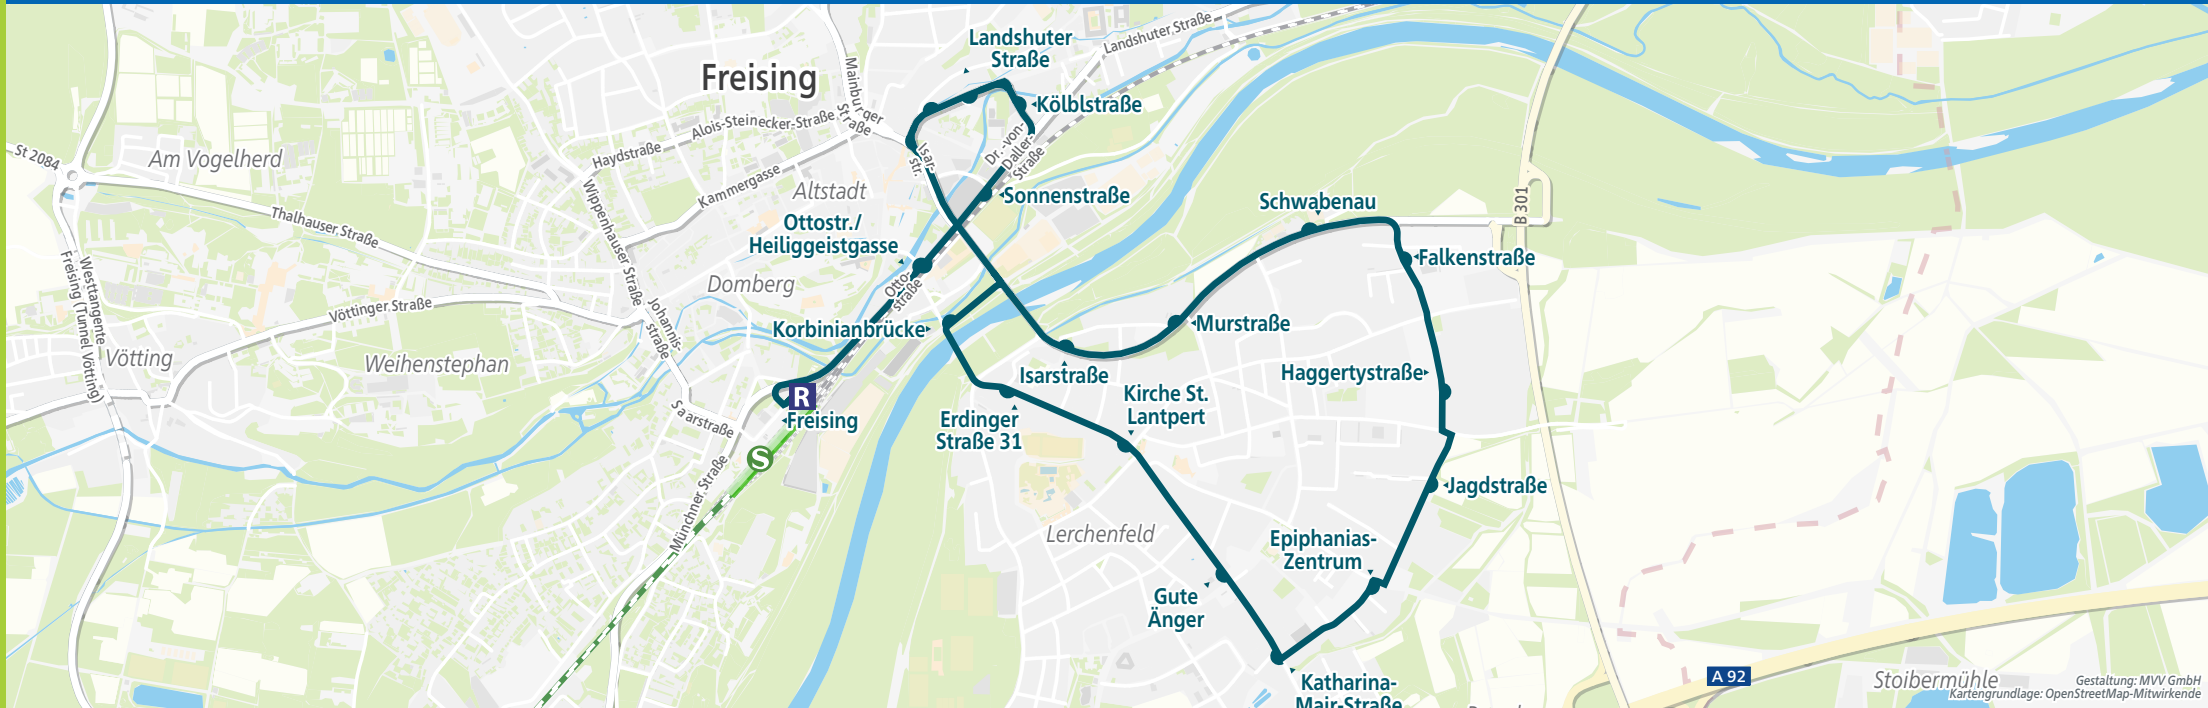 Landshuter
Straße
Landshuter Straße
Freising
Mainburger
Straße
Kölblstraße
Alois-Steinecker-Straße
Haydstraße
St 2084
Am Vogelherd
Isar-
str.
Dr.-von-
Daller-
Straße
Kammergasse
Altstadt
Sonnenstraße
Schwabenau
B 301
Wippenhauser Straße
Thalhauser Straße
Ottostr./
Heiliggeistgasse
Falkenstraße
Westtangente
Freising (Tunnel Vötting)
Domberg
Otto-
straße
Vöttinger Straße
Johannis-
straße
Korbinianbrücke
Murstraße
Vötting
Weihenstephan
Isarstraße
Haggertystraße
R
Freising
Kirche St.
Lantpert
Saarstraße
Erdinger
Straße 31
S
Münchner Straße
Jagdstraße
Lerchenfeld
Epiphanias-
Zentrum
Gute
Änger
Katharina-
Mair-Straße
A 92
Stoibermühle
Gestaltung: MVV GmbH
Kartengrundlage: OpenStreetMap-Mitwirkende